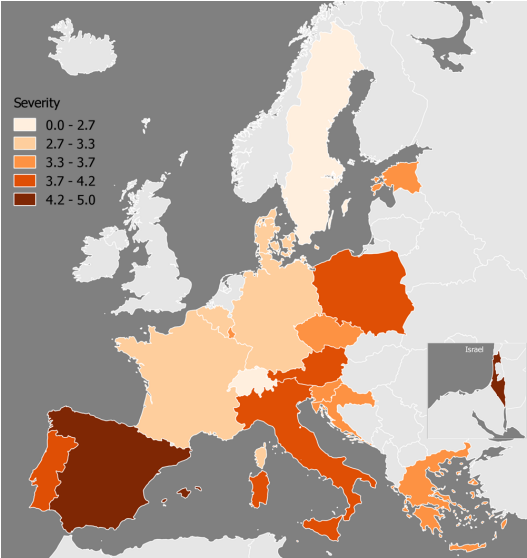 Severity
0.0 - 2.7
2.7 - 3.3
3.3 - 3.7
3.7 - 4.2
4.2 - 5.0
Israel